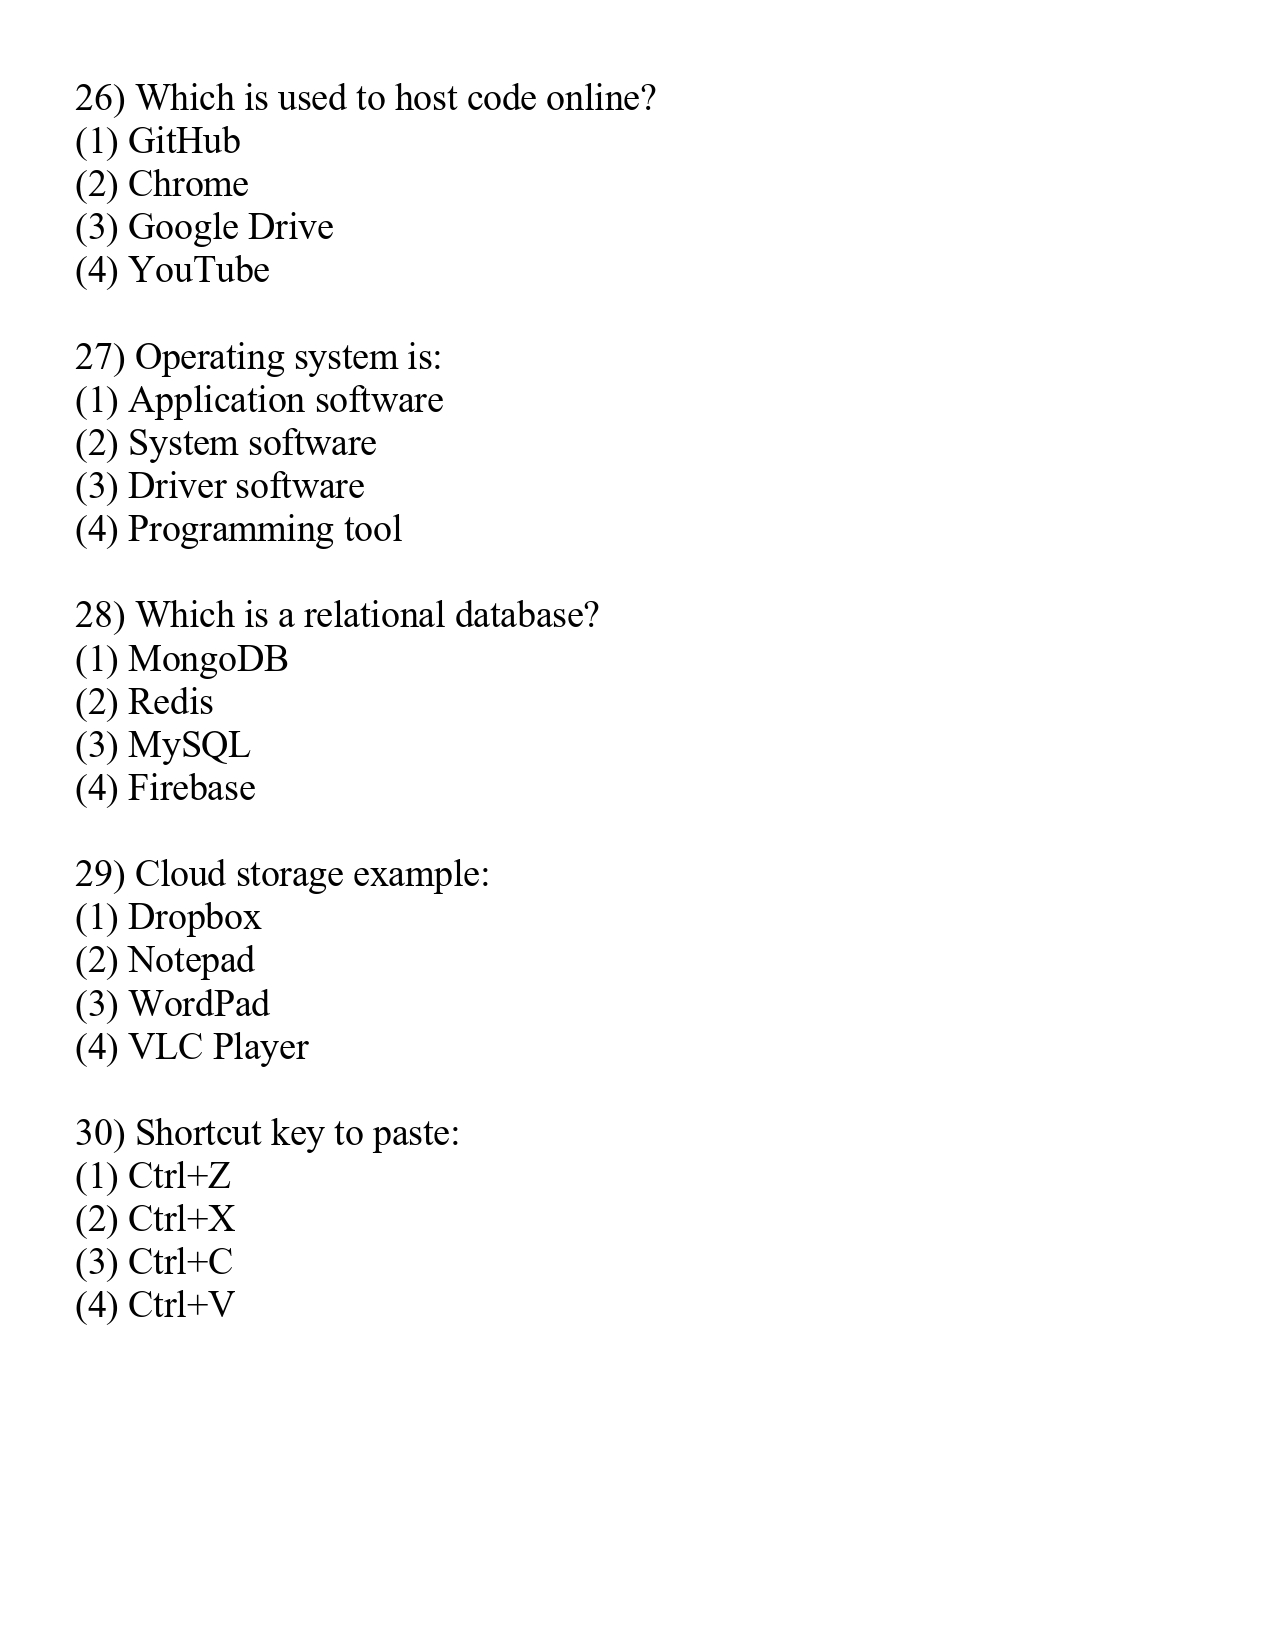 26) Which is used to host code online?
(1) GitHub
(2) Chrome
(3) Google Drive
(4) YouTube
27) Operating system is:
(1) Application software
(2) System software
(3) Driver software
(4) Programming tool
28) Which is a relational database?
(1) MongoDB
(2) Redis
(3) MySQL
(4) Firebase
29) Cloud storage example:
(1) Dropbox
(2) Notepad
(3) WordPad
(4) VLC Player
30) Shortcut key to paste:
(1) Ctrl+Z
(2) Ctrl+X
(3) Ctrl+C
(4) Ctrl+V